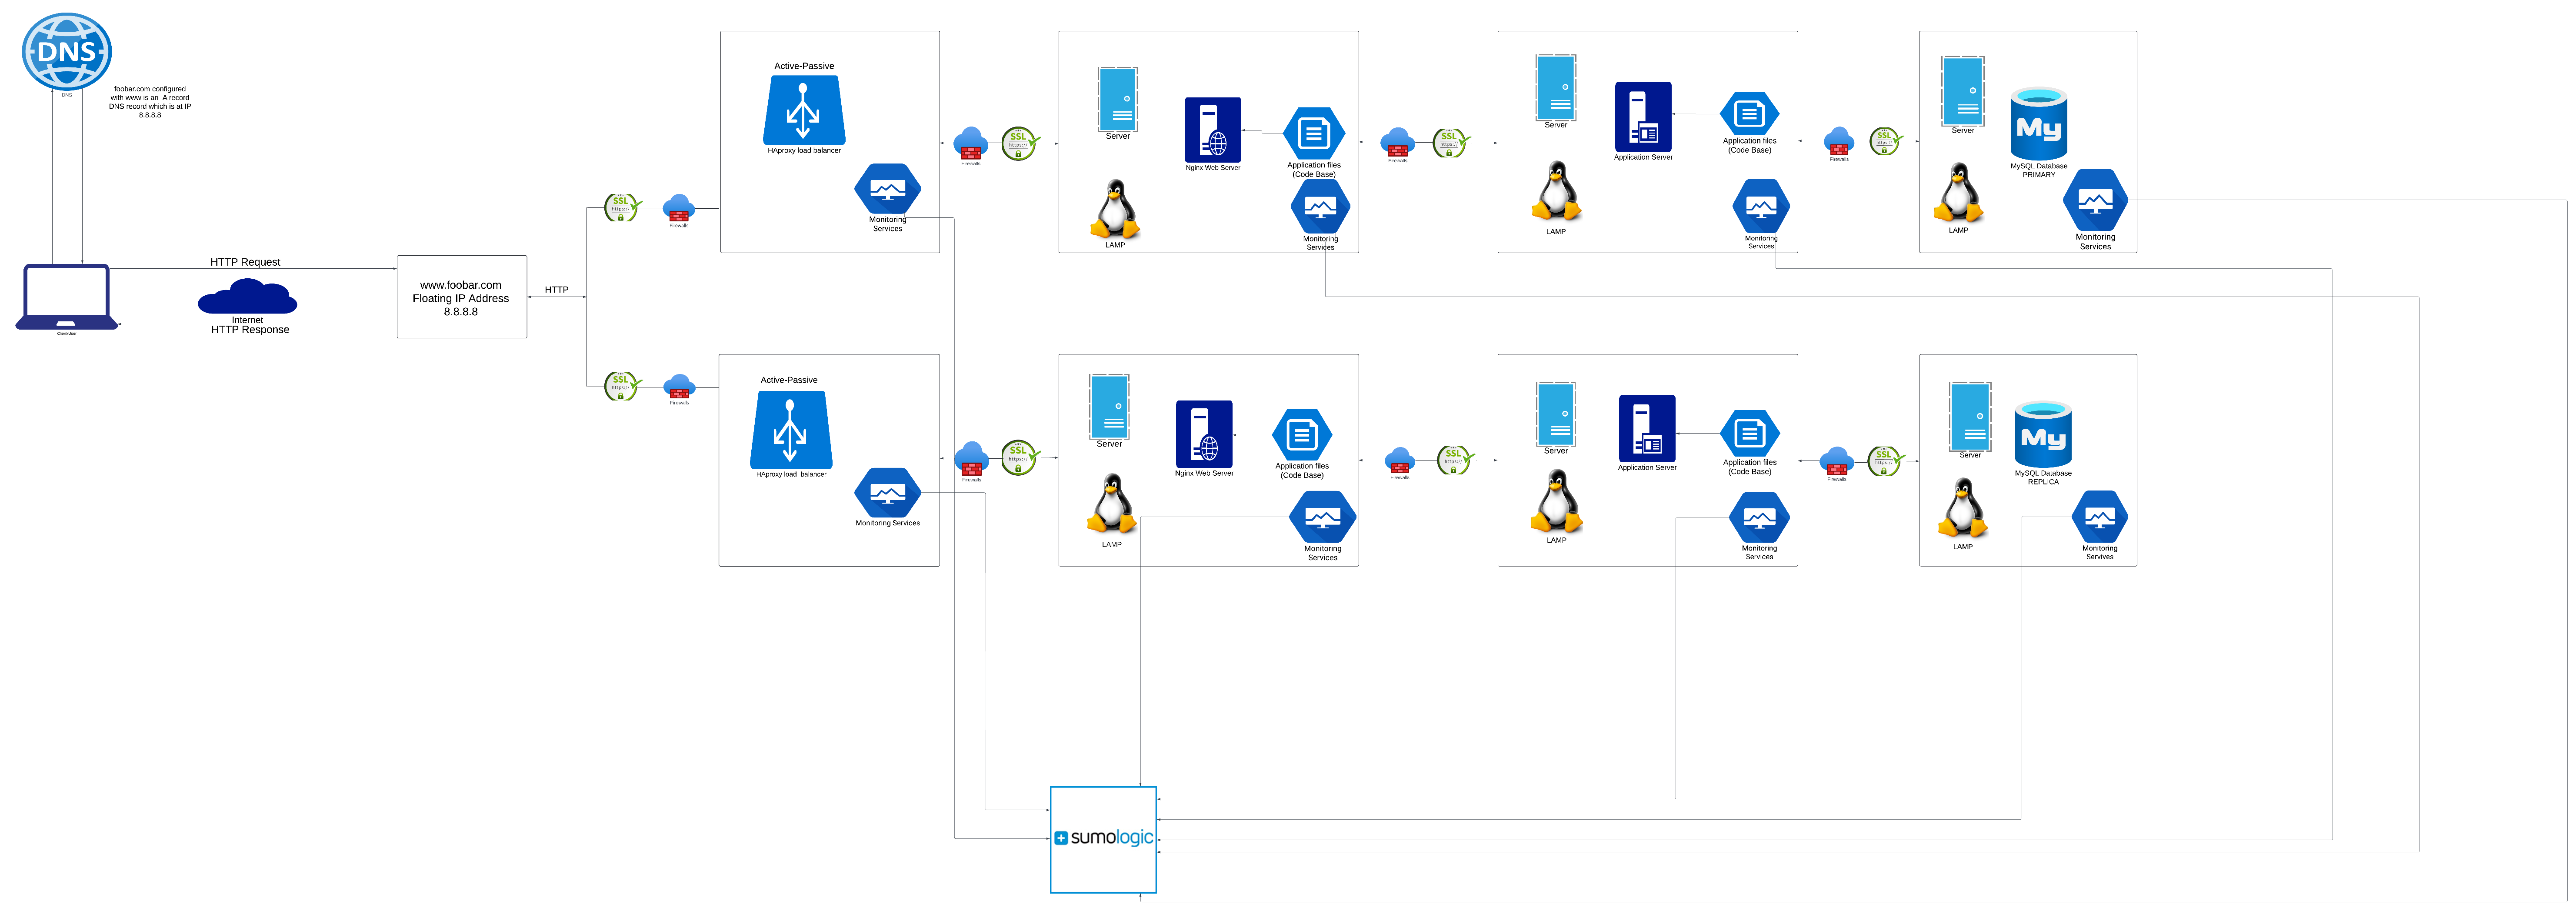 DNS
DNS
foobar.com configured
with www is an A record
DNS record which is at IP
8.8.8.8
HTTP Request
Internet
HTTP Response
Client/User
www.foobar.com
Floating IP Address
8.8.8.8
HTTP
SSL
https://
Firewalls
SSL
https://
Firewalls
Active-Passive
HAproxy load balancer
Monitoring
Services
Firewalls
SSL
https://
Server
LAMP
Nginx Web Server
Application files
(Code Base)
Monitoring
Services
Firewalls
SSL
https://
Server
LAMP
Application Server
Application files
(Code Base)
Monitoring
Services
Firewalls
SSL
https://
Server
LAMP
My
MySQL Database
PRIMARY
Monitoring
Services
Active-Passive
HAproxy load balancer
Monitoring Services
Firewalls
SSL
https://
Server
LAMP
Nginx Web Server
Application files
(Code Base)
Monitoring
Services
Firewalls
SSL
https://
Server
LAMP
Application Server
Application files
(Code Base)
Monitoring
Services
Firewalls
SSL
https://
Server
LAMP
My
MySQL Database
REPLICA
Monitoring
Servives
sumologic